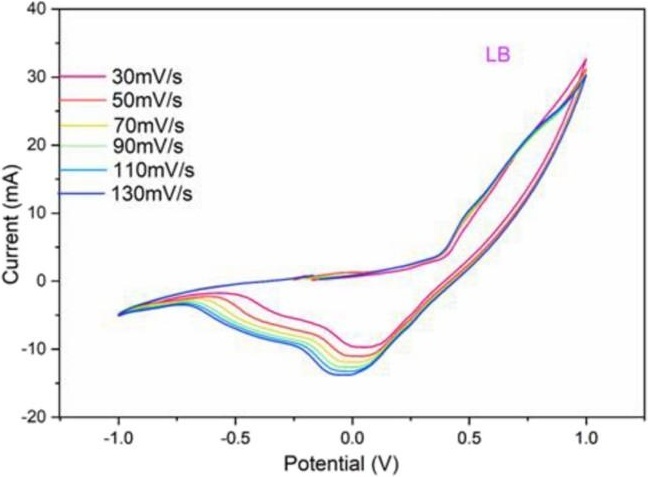 40
LB
30
30mV/s
50mV/s
70mV/s
20
90mV/s
110mV/s
130mV/s
10
0
-10
-20
Current (mA)
-1.0 -0.5 0.0 0.5 1.0
Potential (V)